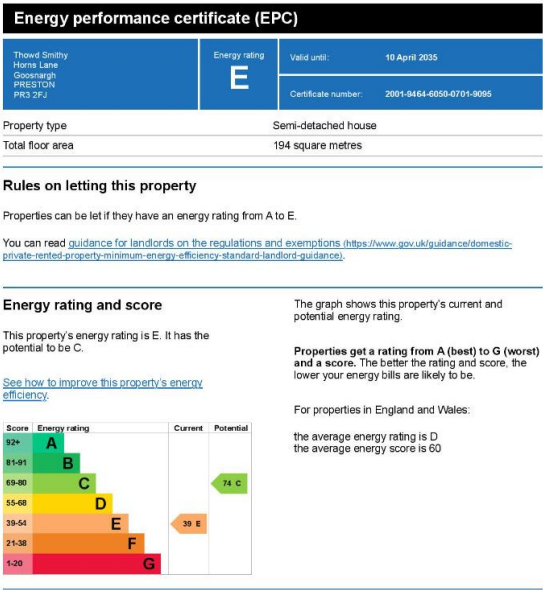 Energy performance certificate (EPC)
Thowd Smithy
Horns Lane
Goosnargh
PRESTON
PR3 2FJ
Energy rating
E
Valid until:
10 April 2035
Certificate number:
2001-9464-6050-0701-9095
Property type
Semi-detached house
Total floor area
194 square metres
Rules on letting this property
Properties can be let if they have an energy rating from A to E.
You can read guidance for landlords on the regulations and exemptions (https://www.gov.uk/guidance/domestic-
private-rented-property-minimum-energy-efficiency-standard-landlord-guidance).
Energy rating and score
This property's energy rating is E. It has the
potential to be C.
See how to improve this property's energy
efficiency.
Score Energy rating Current Potential
92+ A
81-91 B
69-80 C 74 C
55-68 D
39-54 E 39 E
21-38 F
1-20 G
The graph shows this property's current and
potential energy rating.
Properties get a rating from A (best) to G (worst)
and a score. The better the rating and score, the
lower your energy bills are likely to be.
For properties in England and Wales:
the average energy rating is D
the average energy score is 60